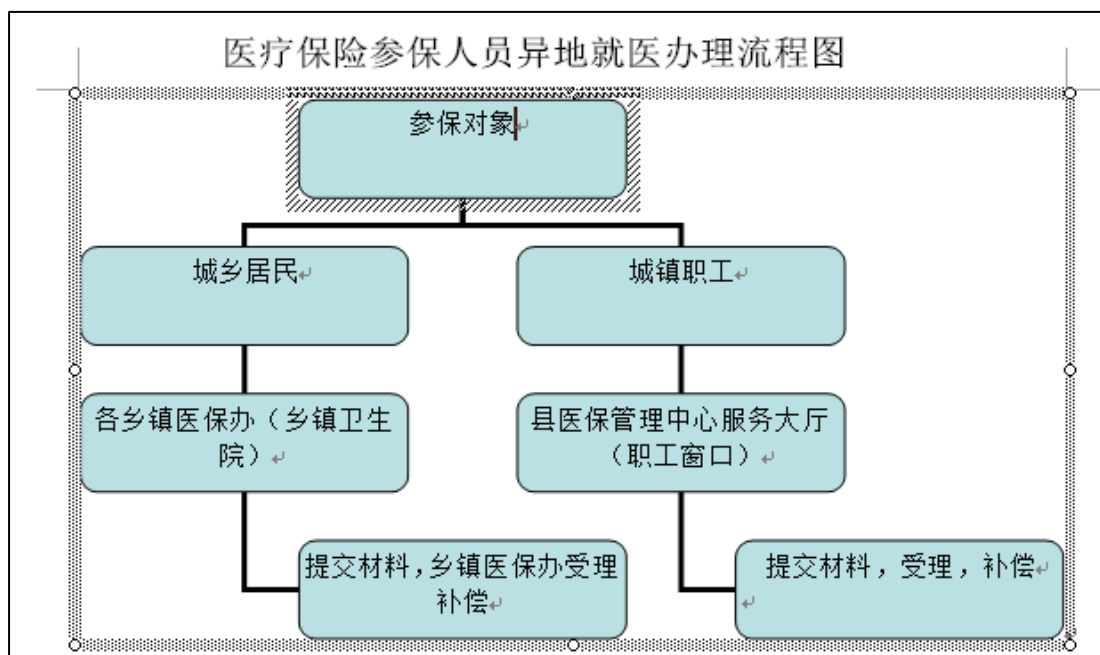 医疗保险参保人员异地就医办理流程图
参保对象
城乡居民
城镇职工
各乡镇医保办（乡镇卫生
院）
县医保管理中心服务大厅
（职工窗口）
提交材料，乡镇医保办受理
补偿
提交材料，受理，补偿